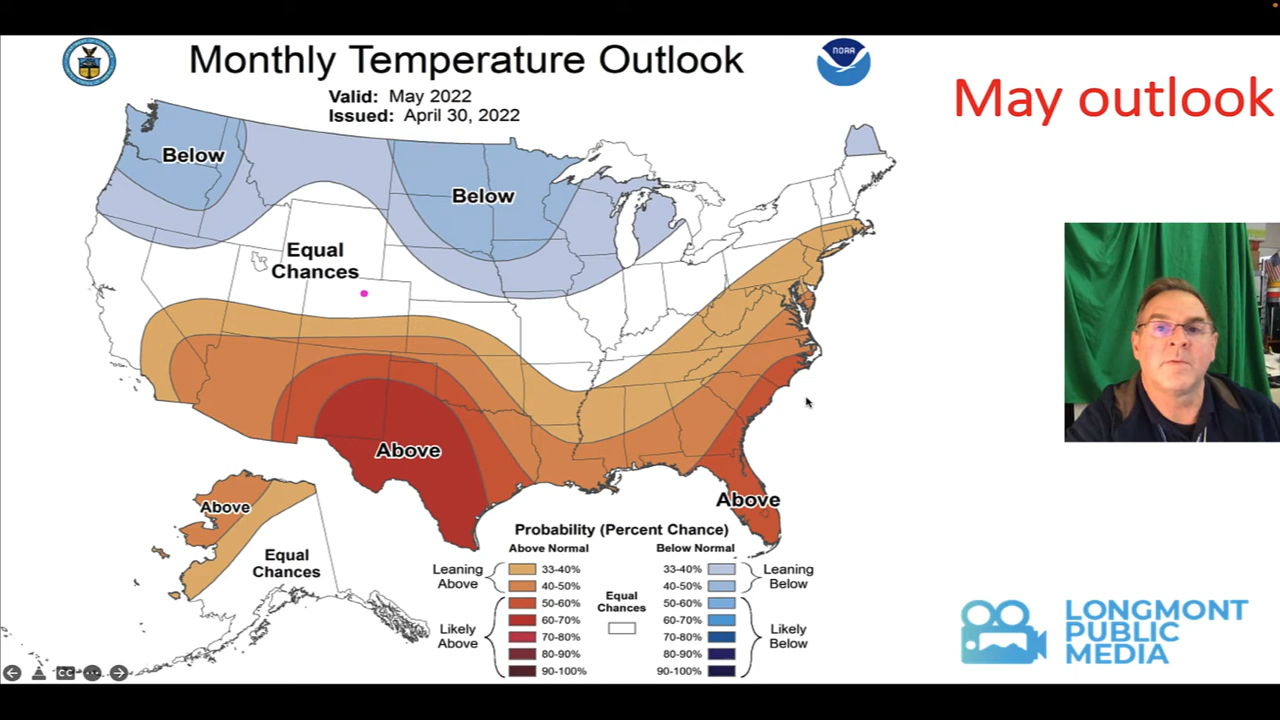 Monthly Temperature Outlook
NOAA
Valid: May 2022
Issued: April 30, 2022
May outlook
Below
Below
Equal
Chances
Above
Above
Above
Equal
Chances
Probability (Percent Chance)
Above Normal
Below Normal
Leaning
Above
33-40%
40-50%
50-60%
60-70%
70-80%
80-90%
90-100%
Likely
Above
Equal
Chances
33-40%
40-50%
50-60%
60-70%
70-80%
80-90%
90-100%
Leaning
Below
Likely
Below
CC
LONGMONT
PUBLIC
MEDIA